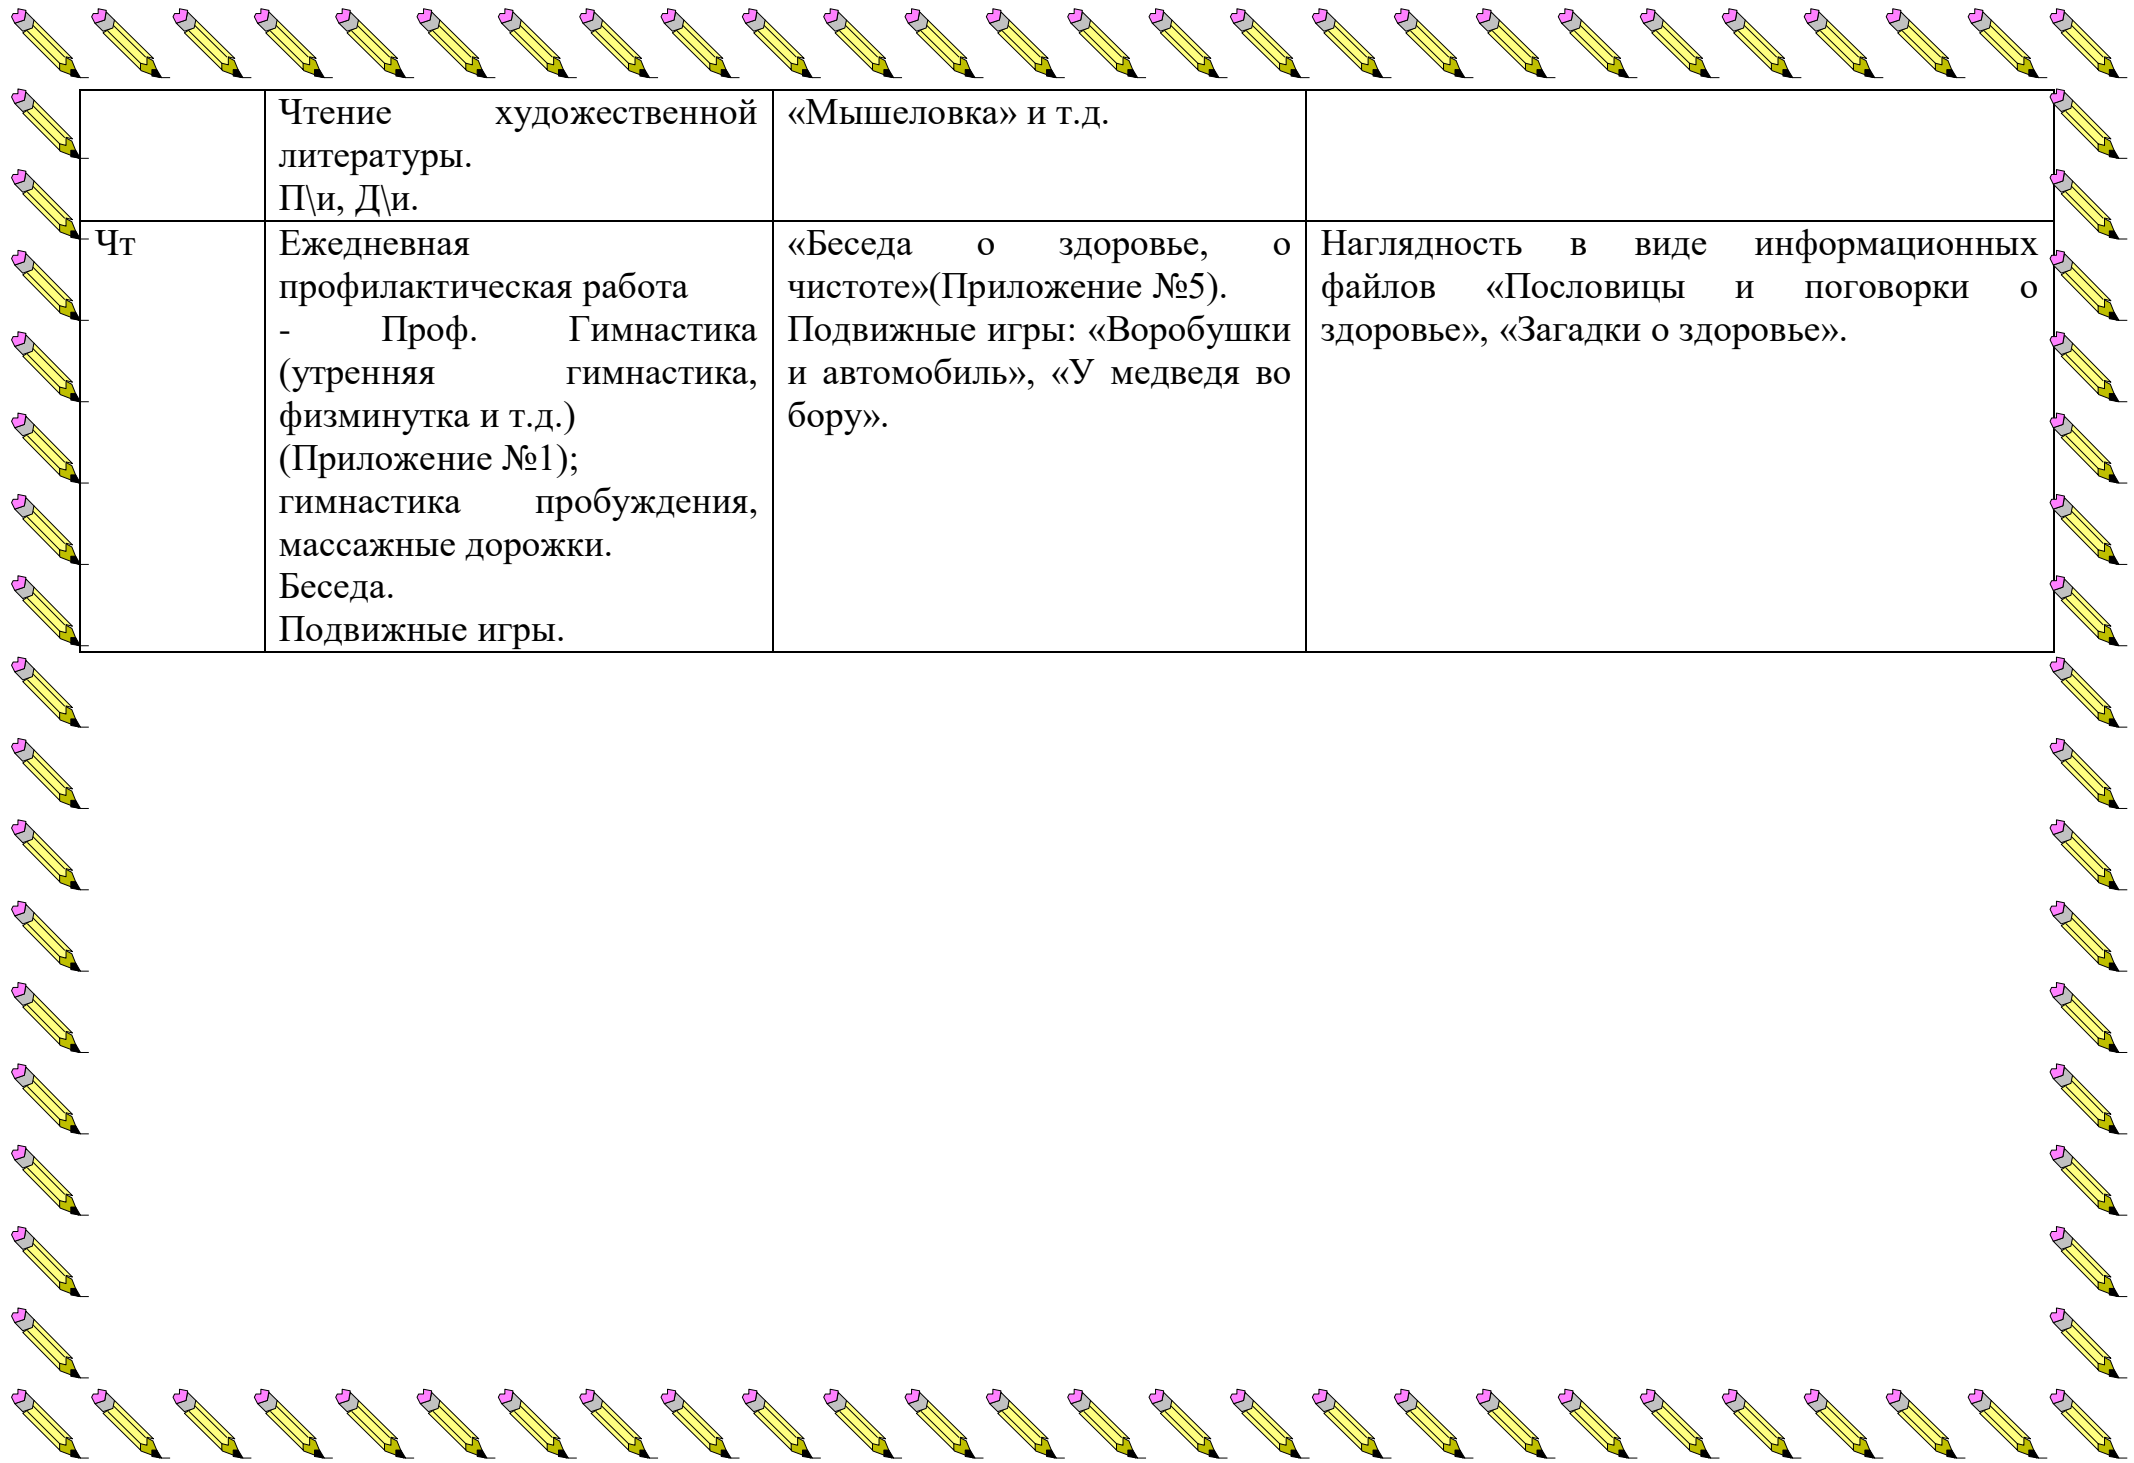 Чтение художественной
литературы.
П\и, Д\и.
«Мышеловка» и т.д.
Чт
Ежедневная
профилактическая работа
- Проф. Гимнастика
(утренняя гимнастика,
физминутка и т.д.)
(Приложение №1);
гимнастика пробуждения,
массажные дорожки.
Беседа.
Подвижные игры.
«Беседа о здоровье, о
чистоте»(Приложение №5).
Подвижные игры: «Воробушки
и автомобиль», «У медведя во
бору».
Наглядность в виде информационных
файлов «Пословицы и поговорки о
здоровье», «Загадки о здоровье».